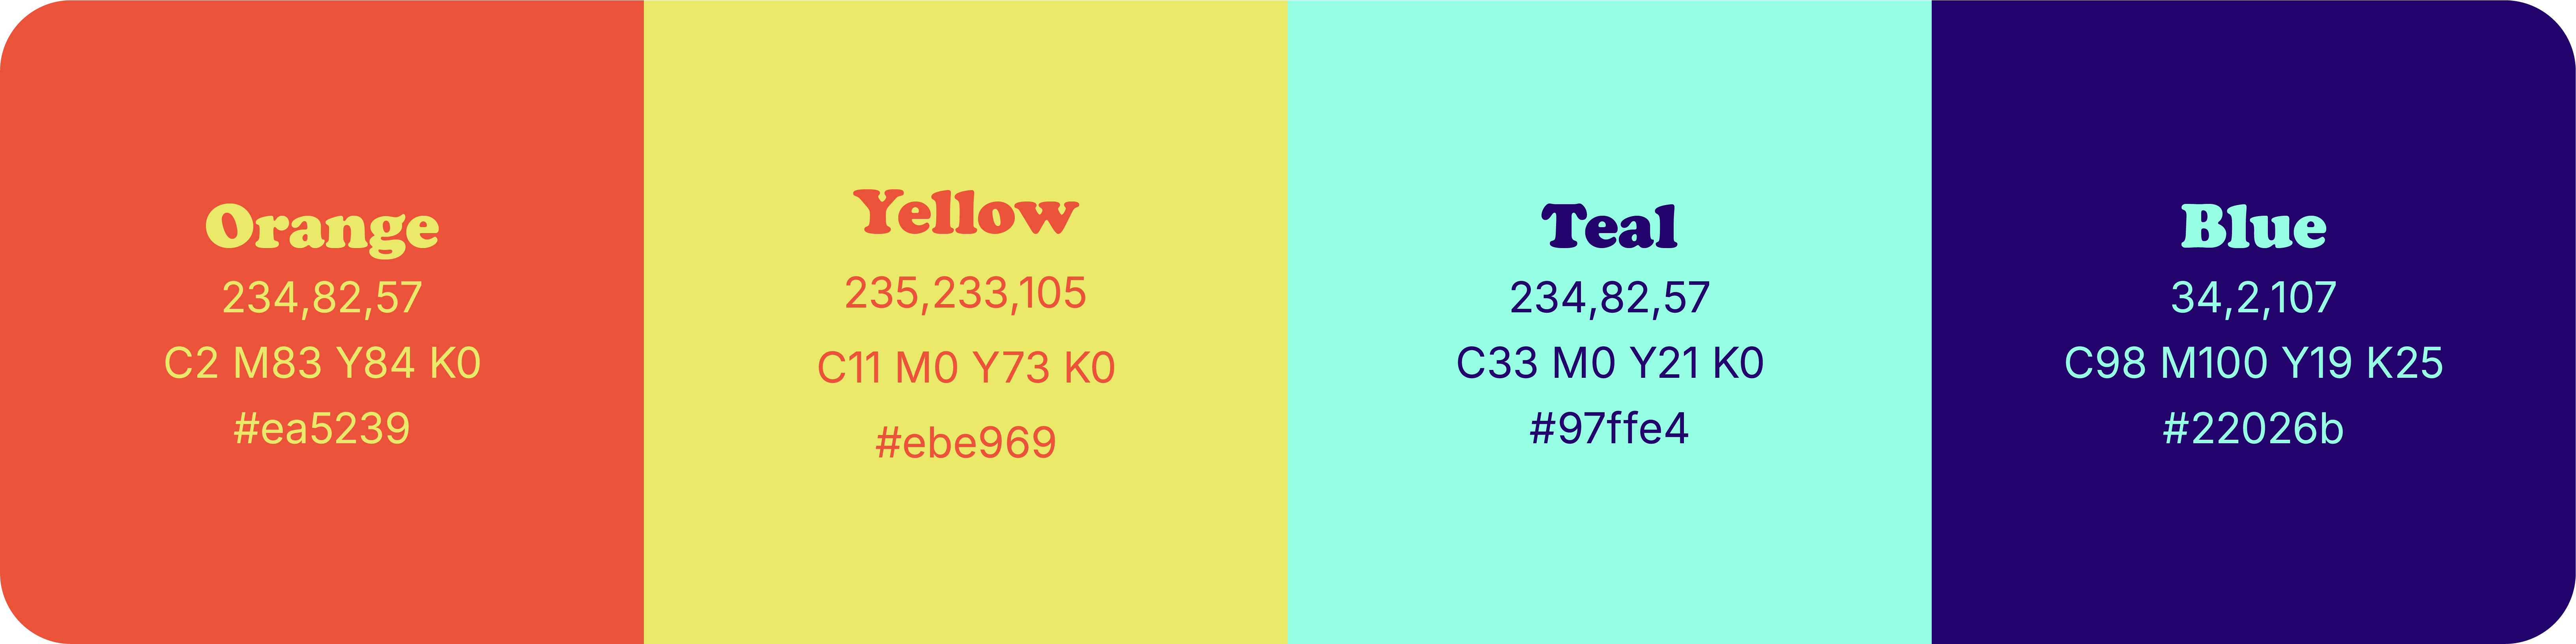 Orange
234,82,57
C2 M83 Y84 K0
#ea5239
Yellow
235,233,105
C11 M0 Y73 K0
#ebe969
Teal
234,82,57
C33 M0 Y21 K0
#97ffe4
Blue
34,2,107
C98 M100 Y19 K25
#22026b